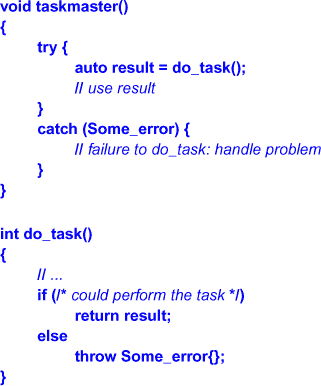 void taskmaster()
{
try {
auto result = do_task();
// use result
}
catch (Some_error) {
// failure to do_task: handle problem
}
}
int do_task()
{
// ...
if (/* could perform the task */)
return result;
else
throw Some_error{};
}